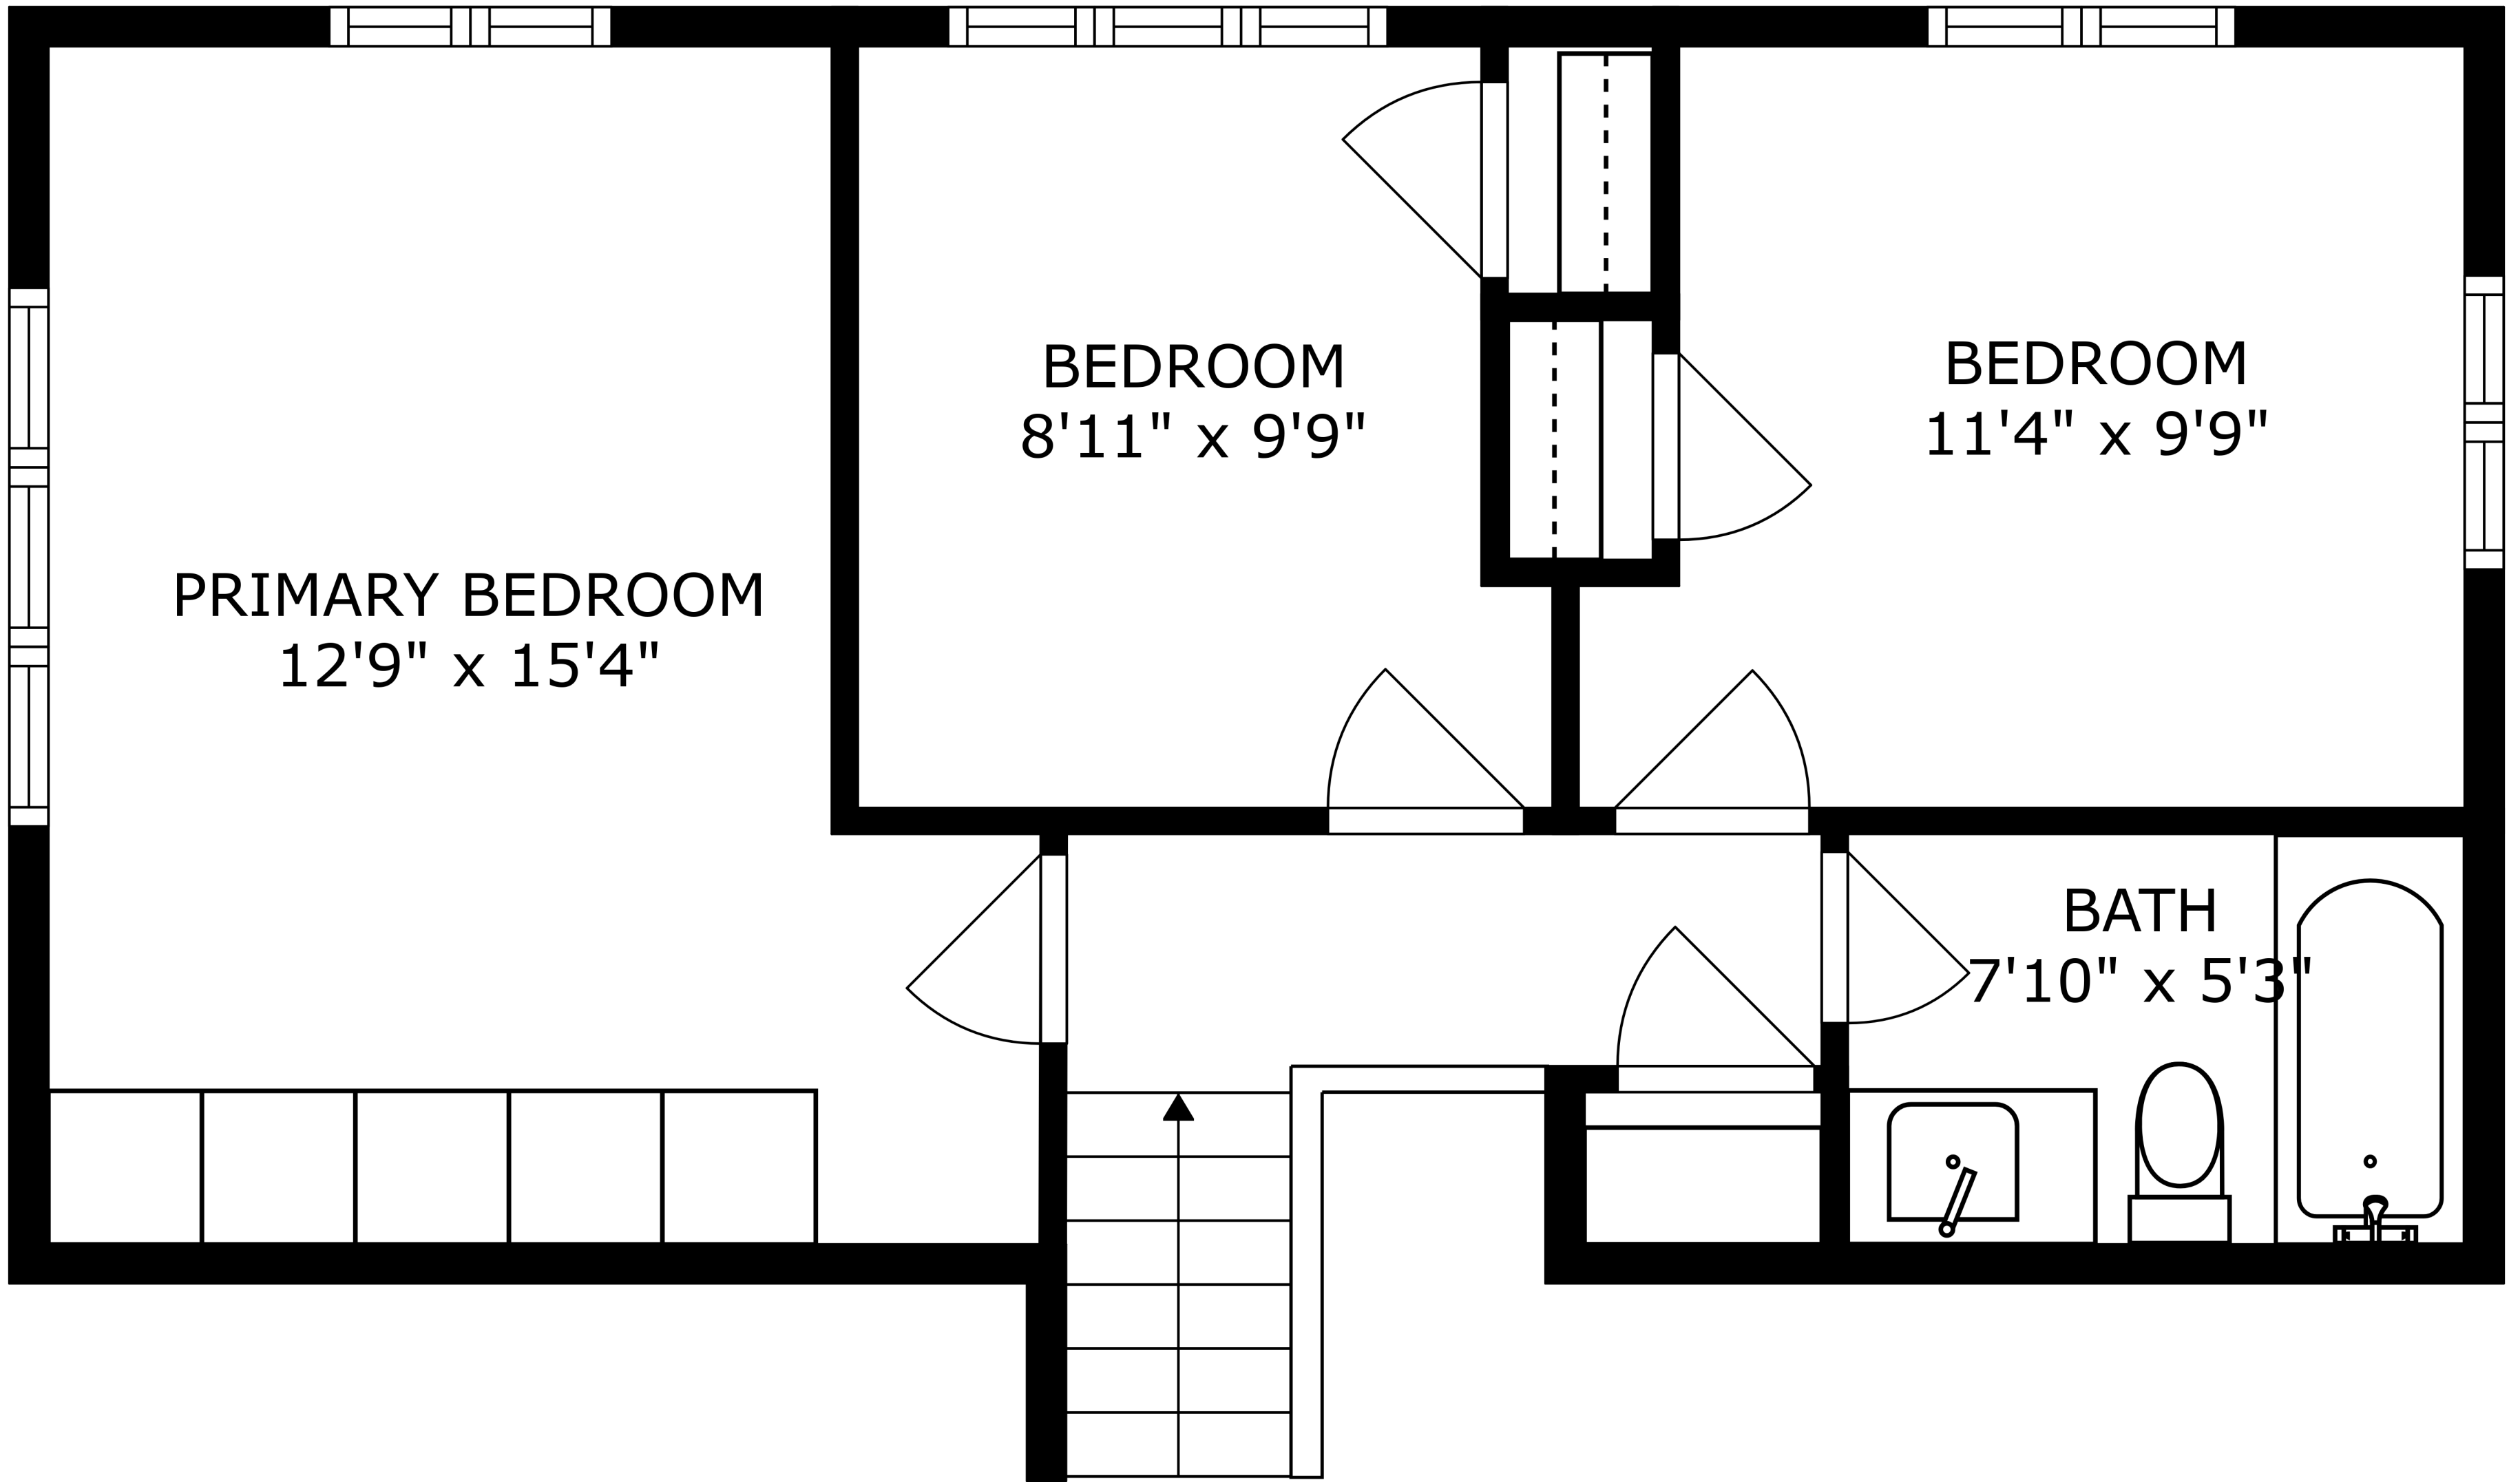 PRIMARY BEDROOM
12'9" x 15'4"
BEDROOM
8'11" x 9'9"
BEDROOM
11'4" x 9'9"
BATH
7'10" x 5'3"